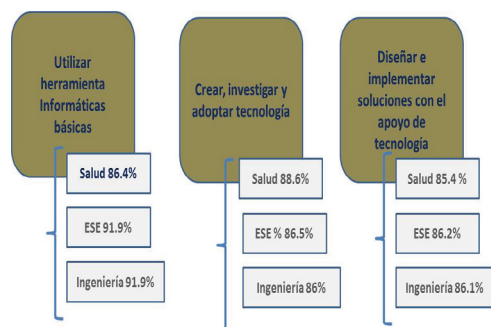 Utilizar
herramienta
Informáticas
básicas
Salud 86.4%
ESE 91.9%
Ingeniería 91.9%
Crear, investigar y
adoptar tecnología
Salud 88.6%
ESE % 86.5%
Ingeniería 86%
Diseñar e
implementar
soluciones con el
apoyo de
tecnología
Salud 85.4 %
ESE 86.2%
Ingeniería 86.1%